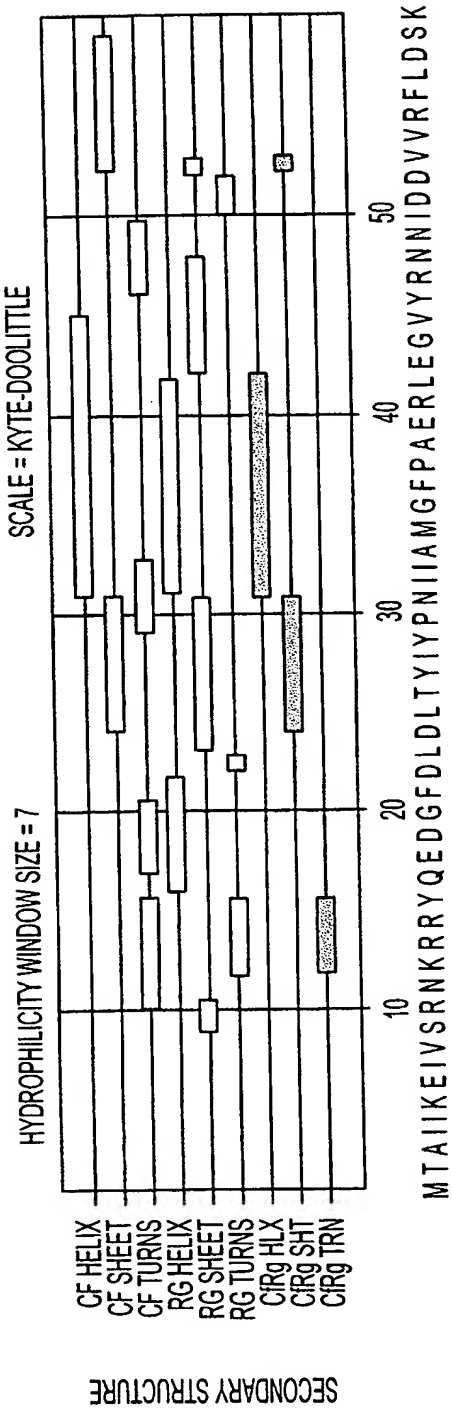 HYDROPHILICITY WINDOW SIZE = 7 SCALE = KYTE-DOOLITTLE
SECONDARY STRUCTURE
CF HELIX
CF SHEET
CF TURNS
RG HELIX
RG SHEET
RG TURNS
CfRg HLX
CfRg SHT
CfRg TRN
10 20 30 40 50
MTAIIKEIVSRNKRRYQEDGFDLDLTYIYPNIIAMGFPAERLEGVYRNNIDDVVRFLDSK